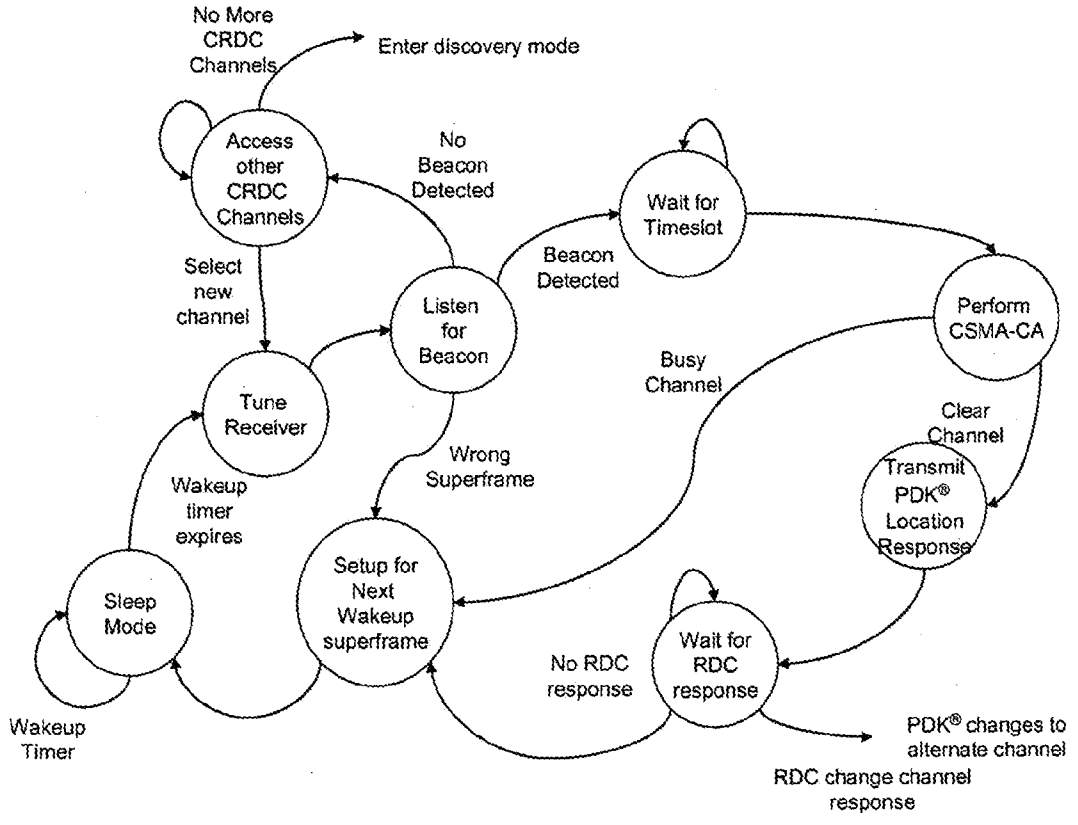 No More
CRDC
Channels
Enter discovery mode
Access
other
CRDC
Channels
No
Beacon
Detected
Wait for
Timeslot
Select
new
channel
Listen
for
Beacon
Beacon
Detected
Perform
CSMA-CA
Busy
Channel
Tune
Receiver
Clear
Channel
Wrong
Superframe
Transmit
PDK®
Location
Response
Wakeup
timer
expires
Setup for
Next
Wakeup
superframe
Sleep
Mode
Wait for
RDC
response
No RDC
response
Wakeup
Timer
PDK® changes to
alternate channel
RDC change channel
response